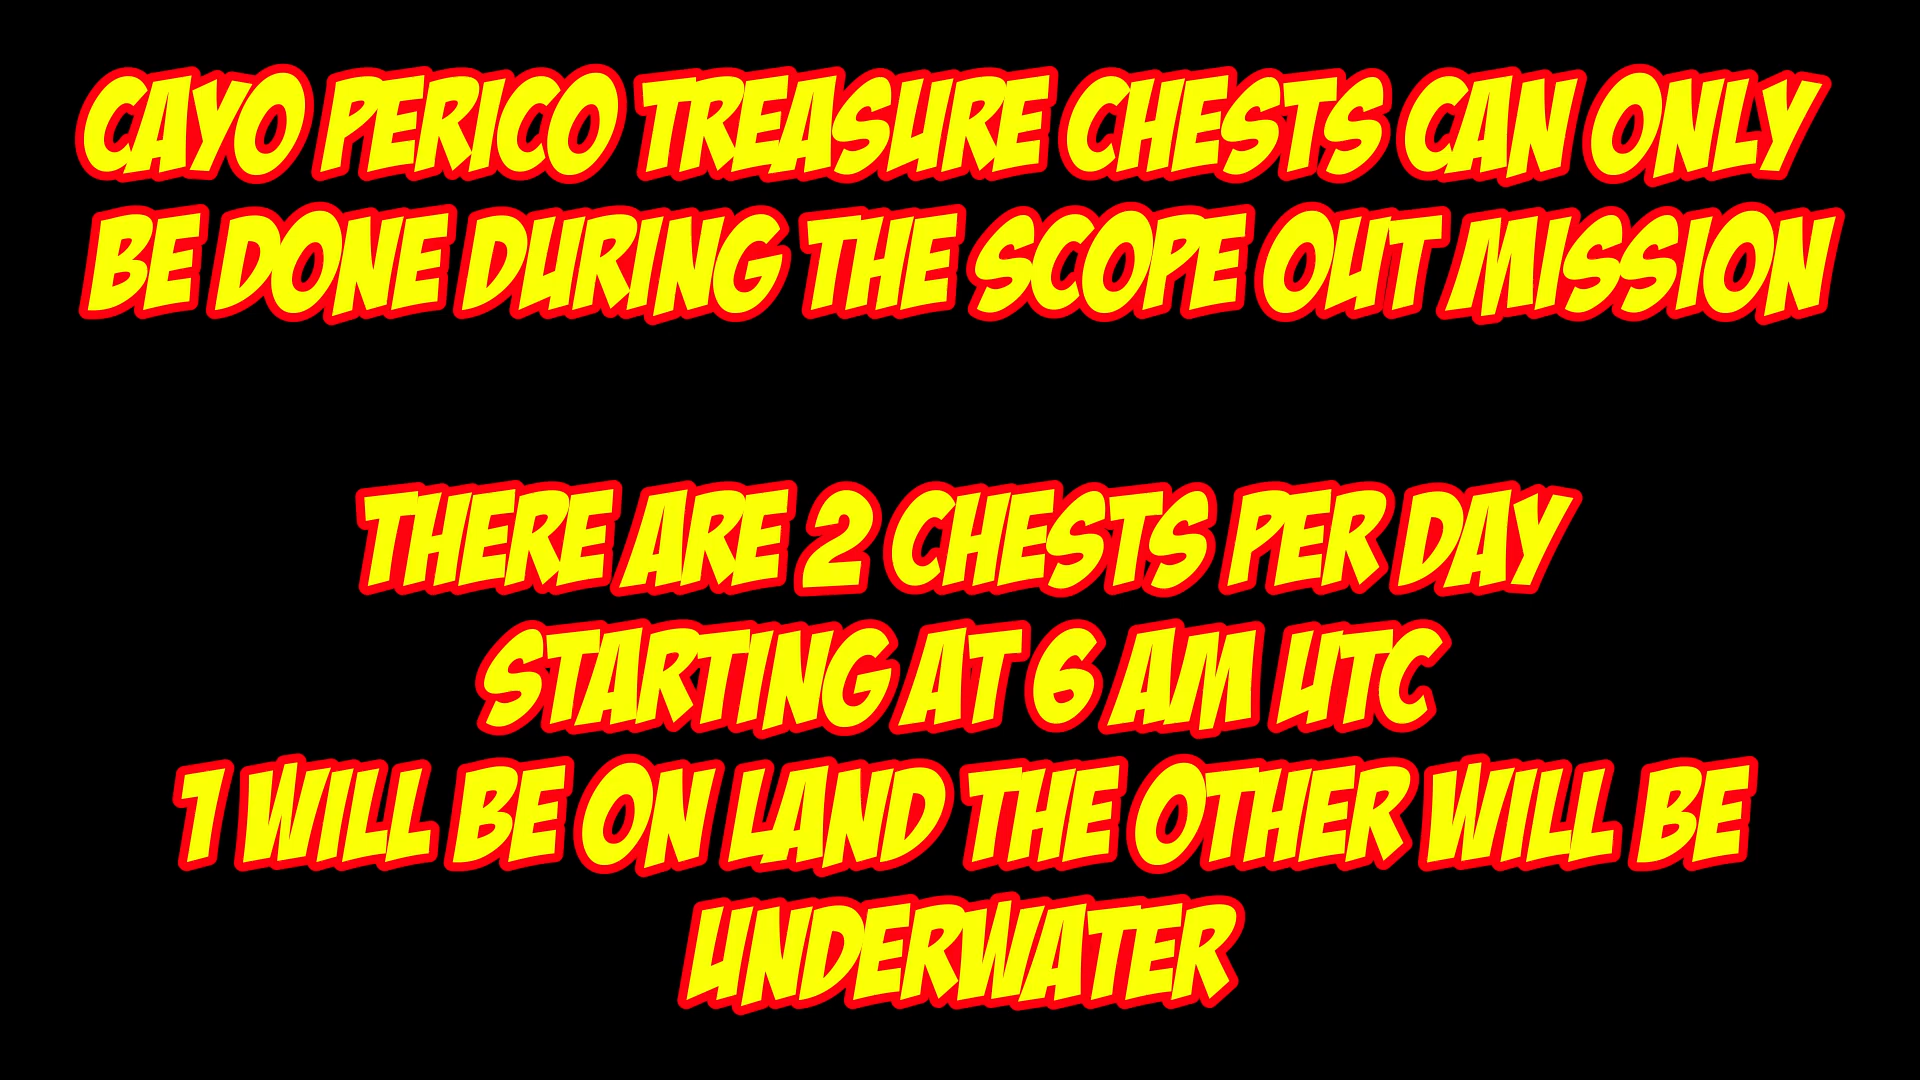 CAYO PERICO TREASURE CHESTS CAN ONLY
BE DONE DURING THE SCOPE OUT MISSION
THERE ARE 2 CHESTS PER DAY
STARTING AT 6 AM UTC
1 WILL BE ON LAND THE OTHER WILL BE
UNDERWATER